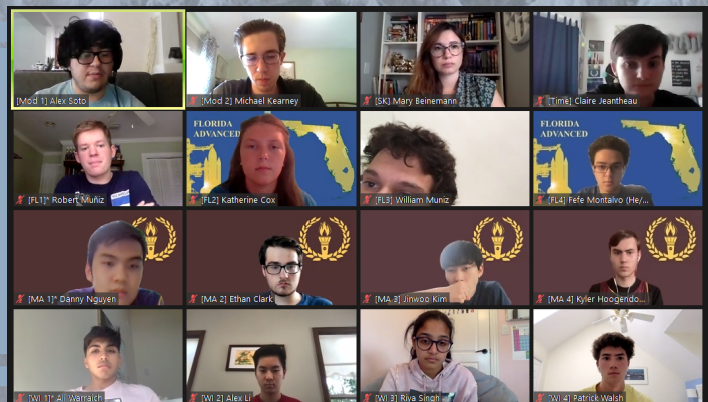 [Mod 1] Alex Soto
[Mod 2] Michael Kearney
[SK] Mary Beinemann
[Time] Claire Jeantheau
[FL1]* Robert Muñiz
FLORIDA
ADVANCED
[FL2] Katherine Cox
[FL3] William Muniz
FLORIDA
ADVANCED
[FL4] Fefe Montalvo (He/...
[MA 1]* Danny Nguyen
[MA 2] Ethan Clark
[MA 3] Jinwoo Kim
[MA 4] Kyler Hoogendo...
[WI 1]* Ali Warraich
[WI 2] Alex Li
[WI 3] Riya Singh
[WI 4] Patrick Walsh